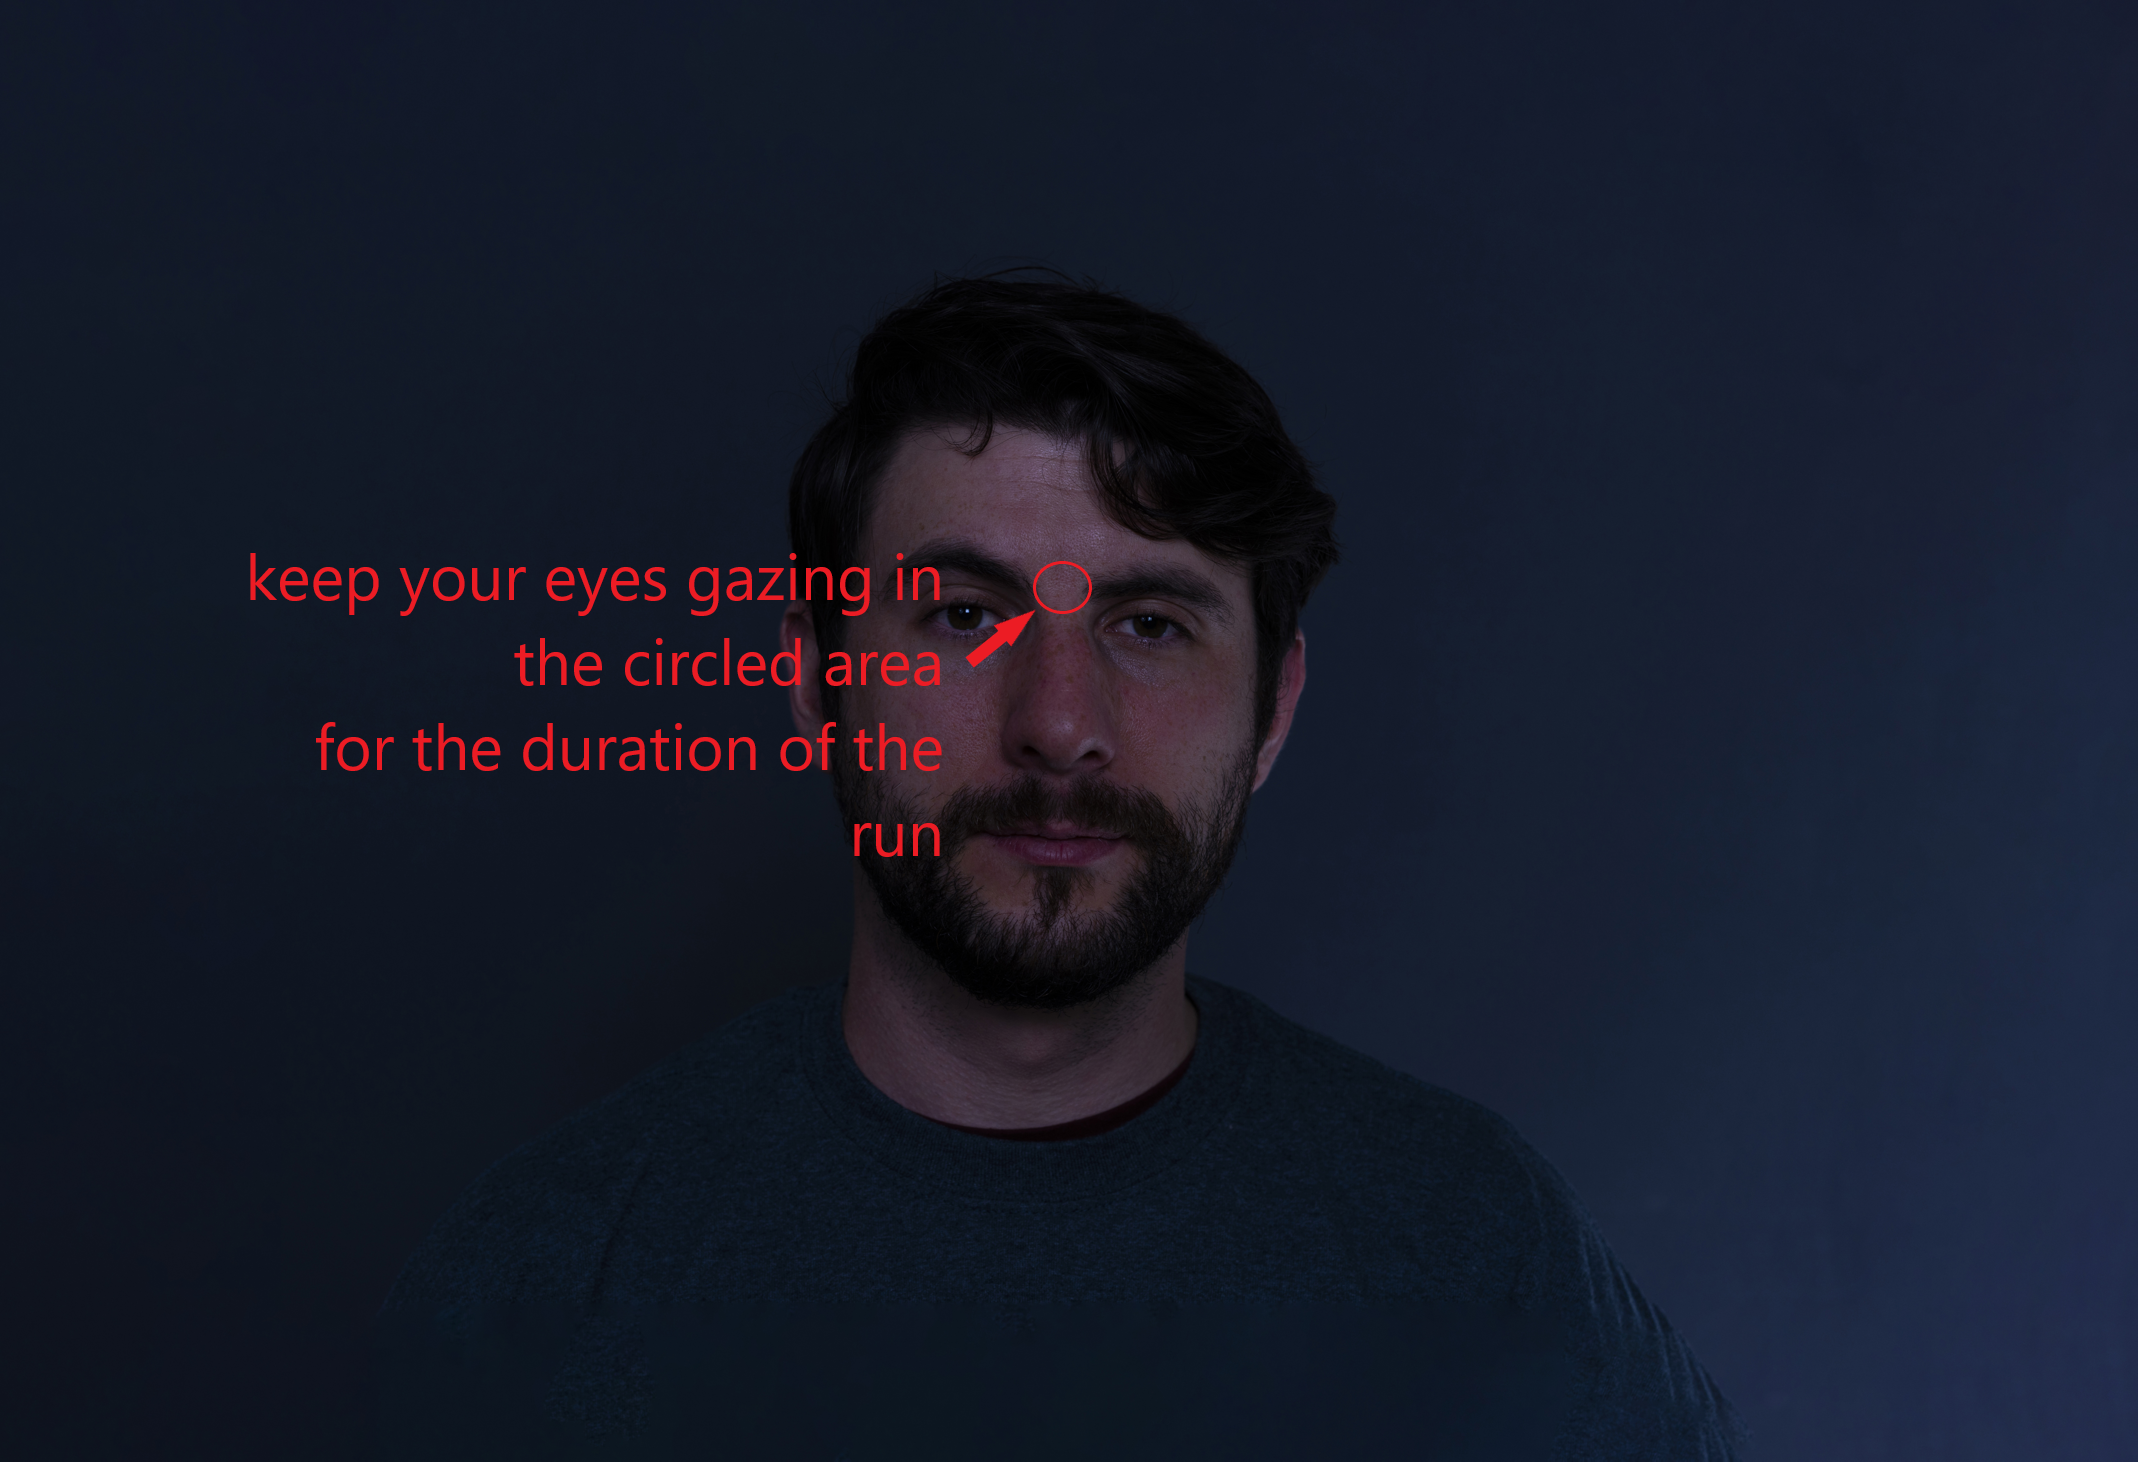 keep your eyes gazing in
the circled area
for the duration of the
run